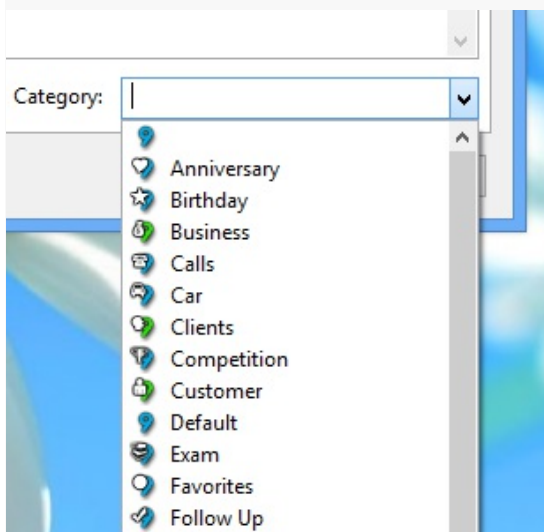 Category:
Anniversary
Birthday
Business
Calls
Car
Clients
Competition
Customer
Default
Exam
Favorites
Follow Up